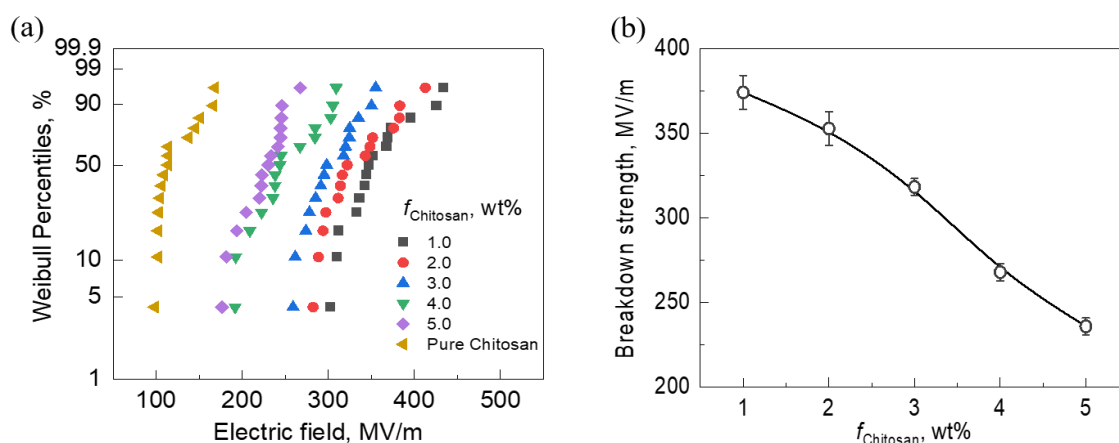 (a)
99.9
99
90
50
10
5
1
Weibull Percentiles, %
100 200 300 400 500
Electric field, MV/m
fChitosan, wt%
1.0
2.0
3.0
4.0
5.0
Pure Chitosan
(b)
400
350
300
250
200
Breakdown strength, MV/m
1 2 3 4 5
fChitosan, wt%